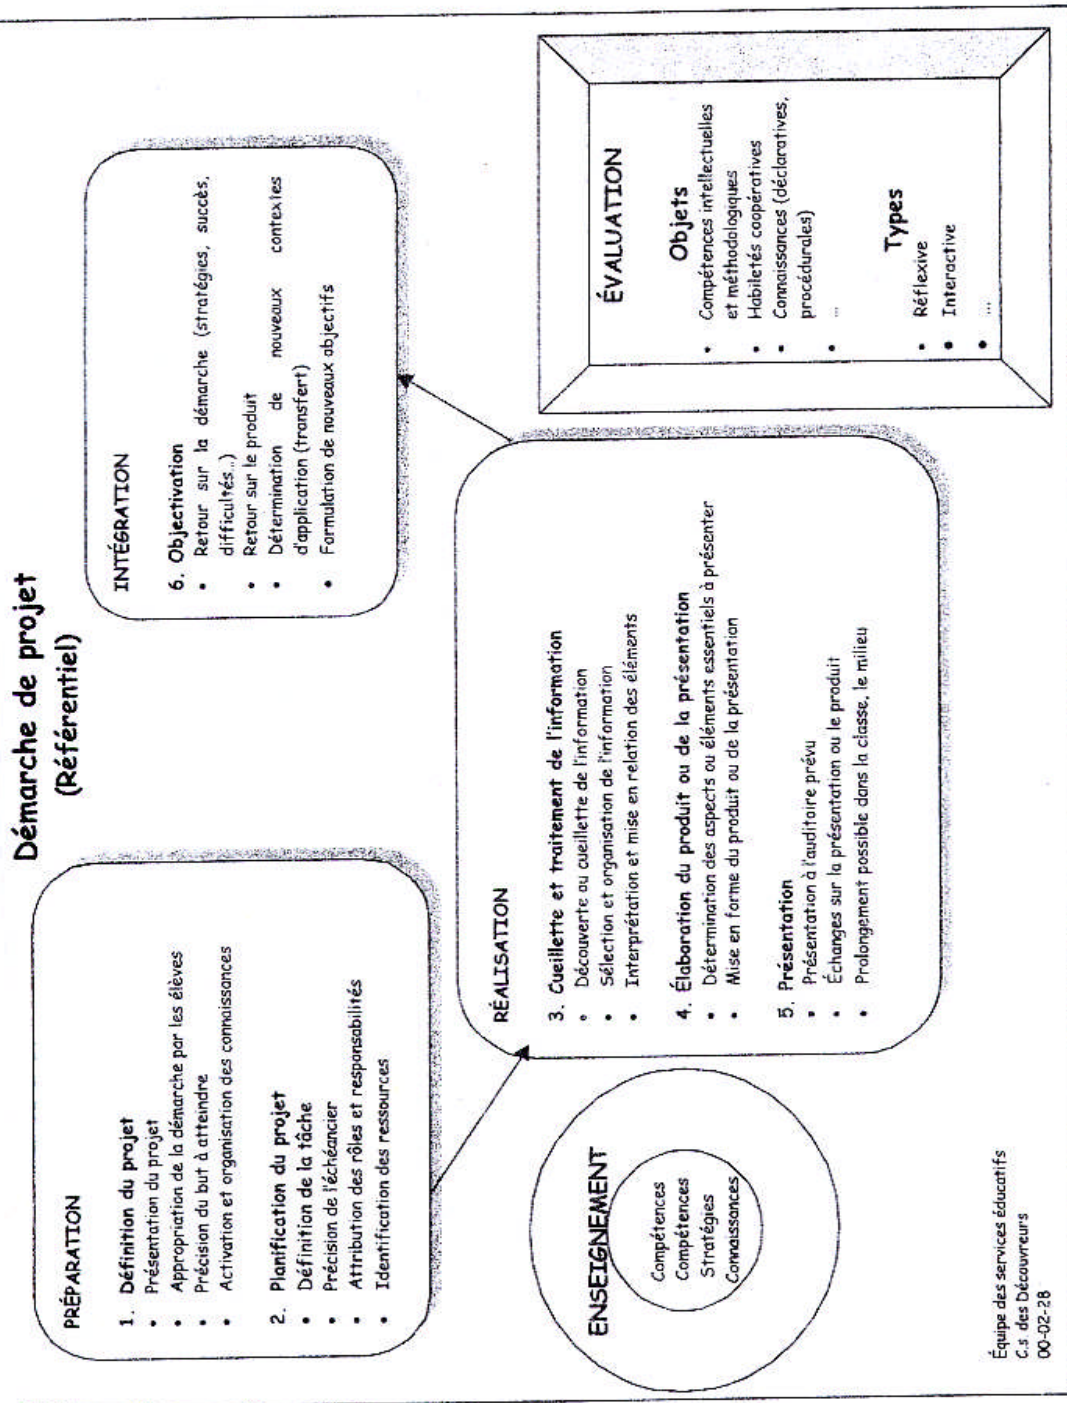 Démarche de projet
(Référentiel)
PRÉPARATION
1. Définition du projet
• Présentation du projet
• Appropriation de la démarche par les élèves
• Précision du but à atteindre
• Activation et organisation des connaissances
2. Planification du projet
• Définition de la tâche
• Précision de l'échéancier
• Attribution des rôles et responsabilités
• Identification des ressources
INTÉGRATION
6. Objectivation
• Retour sur la démarche (stratégies, succès,
difficultés...)
• Retour sur le produit
• Détermination de nouveaux contextes
d'application (transfert)
• Formulation de nouveaux objectifs
RÉALISATION
3. Cueillette et traitement de l'information
• Découverte ou cueillette de l'information
• Sélection et organisation de l'information
• Interprétation et mise en relation des éléments
4. Élaboration du produit ou de la présentation
• Détermination des aspects ou éléments essentiels à présenter
• Mise en forme du produit ou de la présentation
5. Présentation
• Présentation à l'auditoire prévu
• Échanges sur la présentation ou le produit
• Prolongement possible dans la classe, le milieu
ENSEIGNEMENT
Compétences
Compétences
Stratégies
Connaissances
ÉVALUATION
Objets
• Compétences intellectuelles
et méthodologiques
• Habiletés coopératives
• Connaissances (déclaratives,
procédurales)
• ...
Types
• Réflexive
• Interactive
• ...
Équipe des services éducatifs
C.s. des Découvreurs
00-02-28